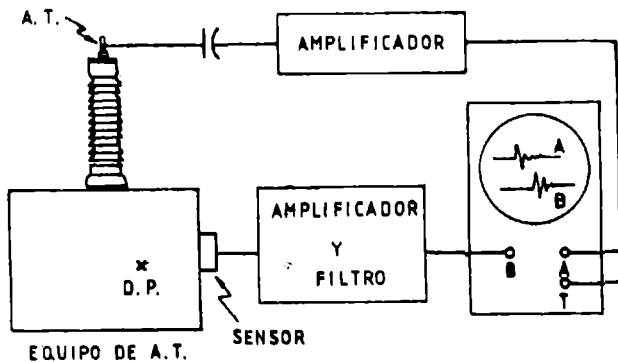 A. T.
AMPLIFICADOR
A
B
AMPLIFICADOR
Y
FILTRO
B
A
T
D. P.
SENSOR
EQUIPO DE A.T.